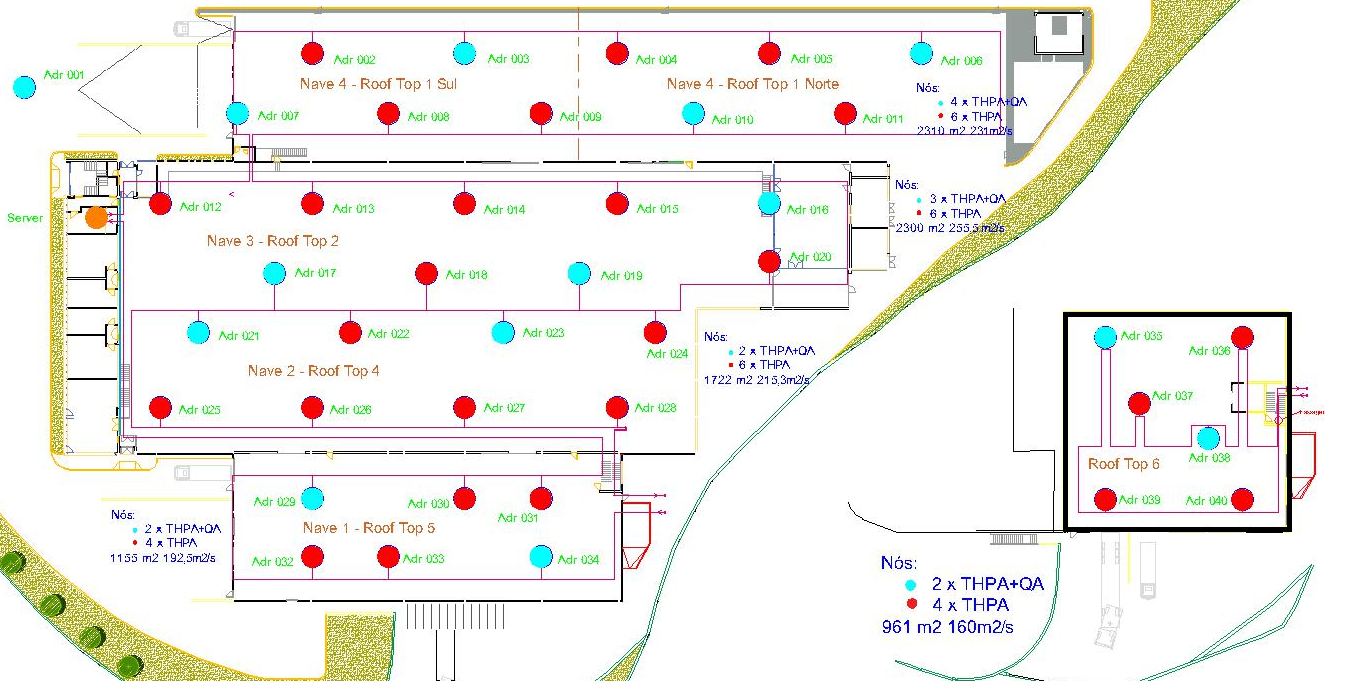 Adr 001
Adr 002
Adr 003
Adr 004
Adr 005
Adr 006
Nave 4 - Roof Top 1 Sul
Nave 4 - Roof Top 1 Norte
Adr 007
Adr 008
Adr 009
Adr 010
Adr 011
Nós:
4 x THPA+QA
6 x THPA
2310 m2 231m2/s
Server
Adr 012
Adr 013
Adr 014
Adr 015
Adr 016
Nós:
3 x THPA+QA
6 x THPA
2300 m2 255,5m2/s
Nave 3 - Roof Top 2
Adr 017
Adr 018
Adr 019
Adr 020
Adr 021
Adr 022
Adr 023
Adr 024
Nós:
2 x THPA+QA
6 x THPA
1722 m2 215,3m2/s
Nave 2 - Roof Top 4
Adr 025
Adr 026
Adr 027
Adr 028
Adr 029
Adr 030
Adr 031
Nave 1 - Roof Top 5
Adr 032
Adr 033
Adr 034
Nós:
2 x THPA+QA
4 x THPA
1155 m2 192,5m2/s
Adr 035
Adr 036
Adr 037
Adr 038
Roof Top 6
Adr 039
Adr 040
Nós:
2 x THPA+QA
4 x THPA
961 m2 160m2/s